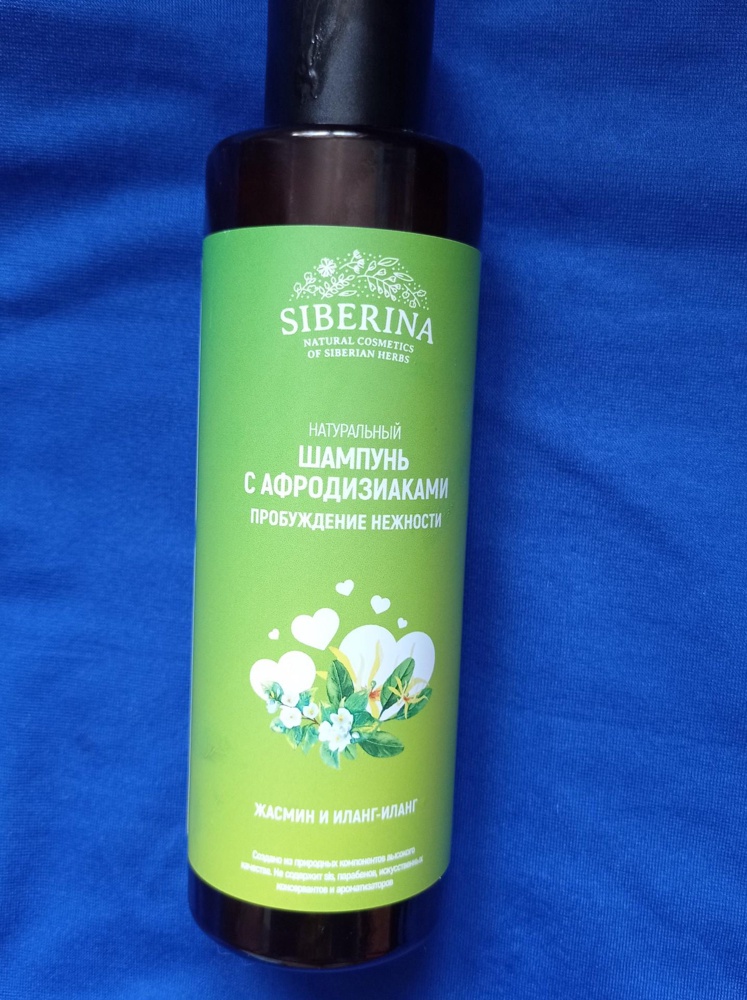 SIBERINA
NATURAL COSMETICS
OF SIBERIAN HERBS
НАТУРАЛЬНЫЙ
ШАМПУНЬ
С АФРОДИЗИАКАМИ
ПРОБУЖДЕНИЕ НЕЖНОСТИ
ЖАСМИН И ИЛАНГ-ИЛАНГ
Создано из природных компонентов высокого
качества. Не содержит sls, парабенов, искусственных
консервантов и ароматизаторов